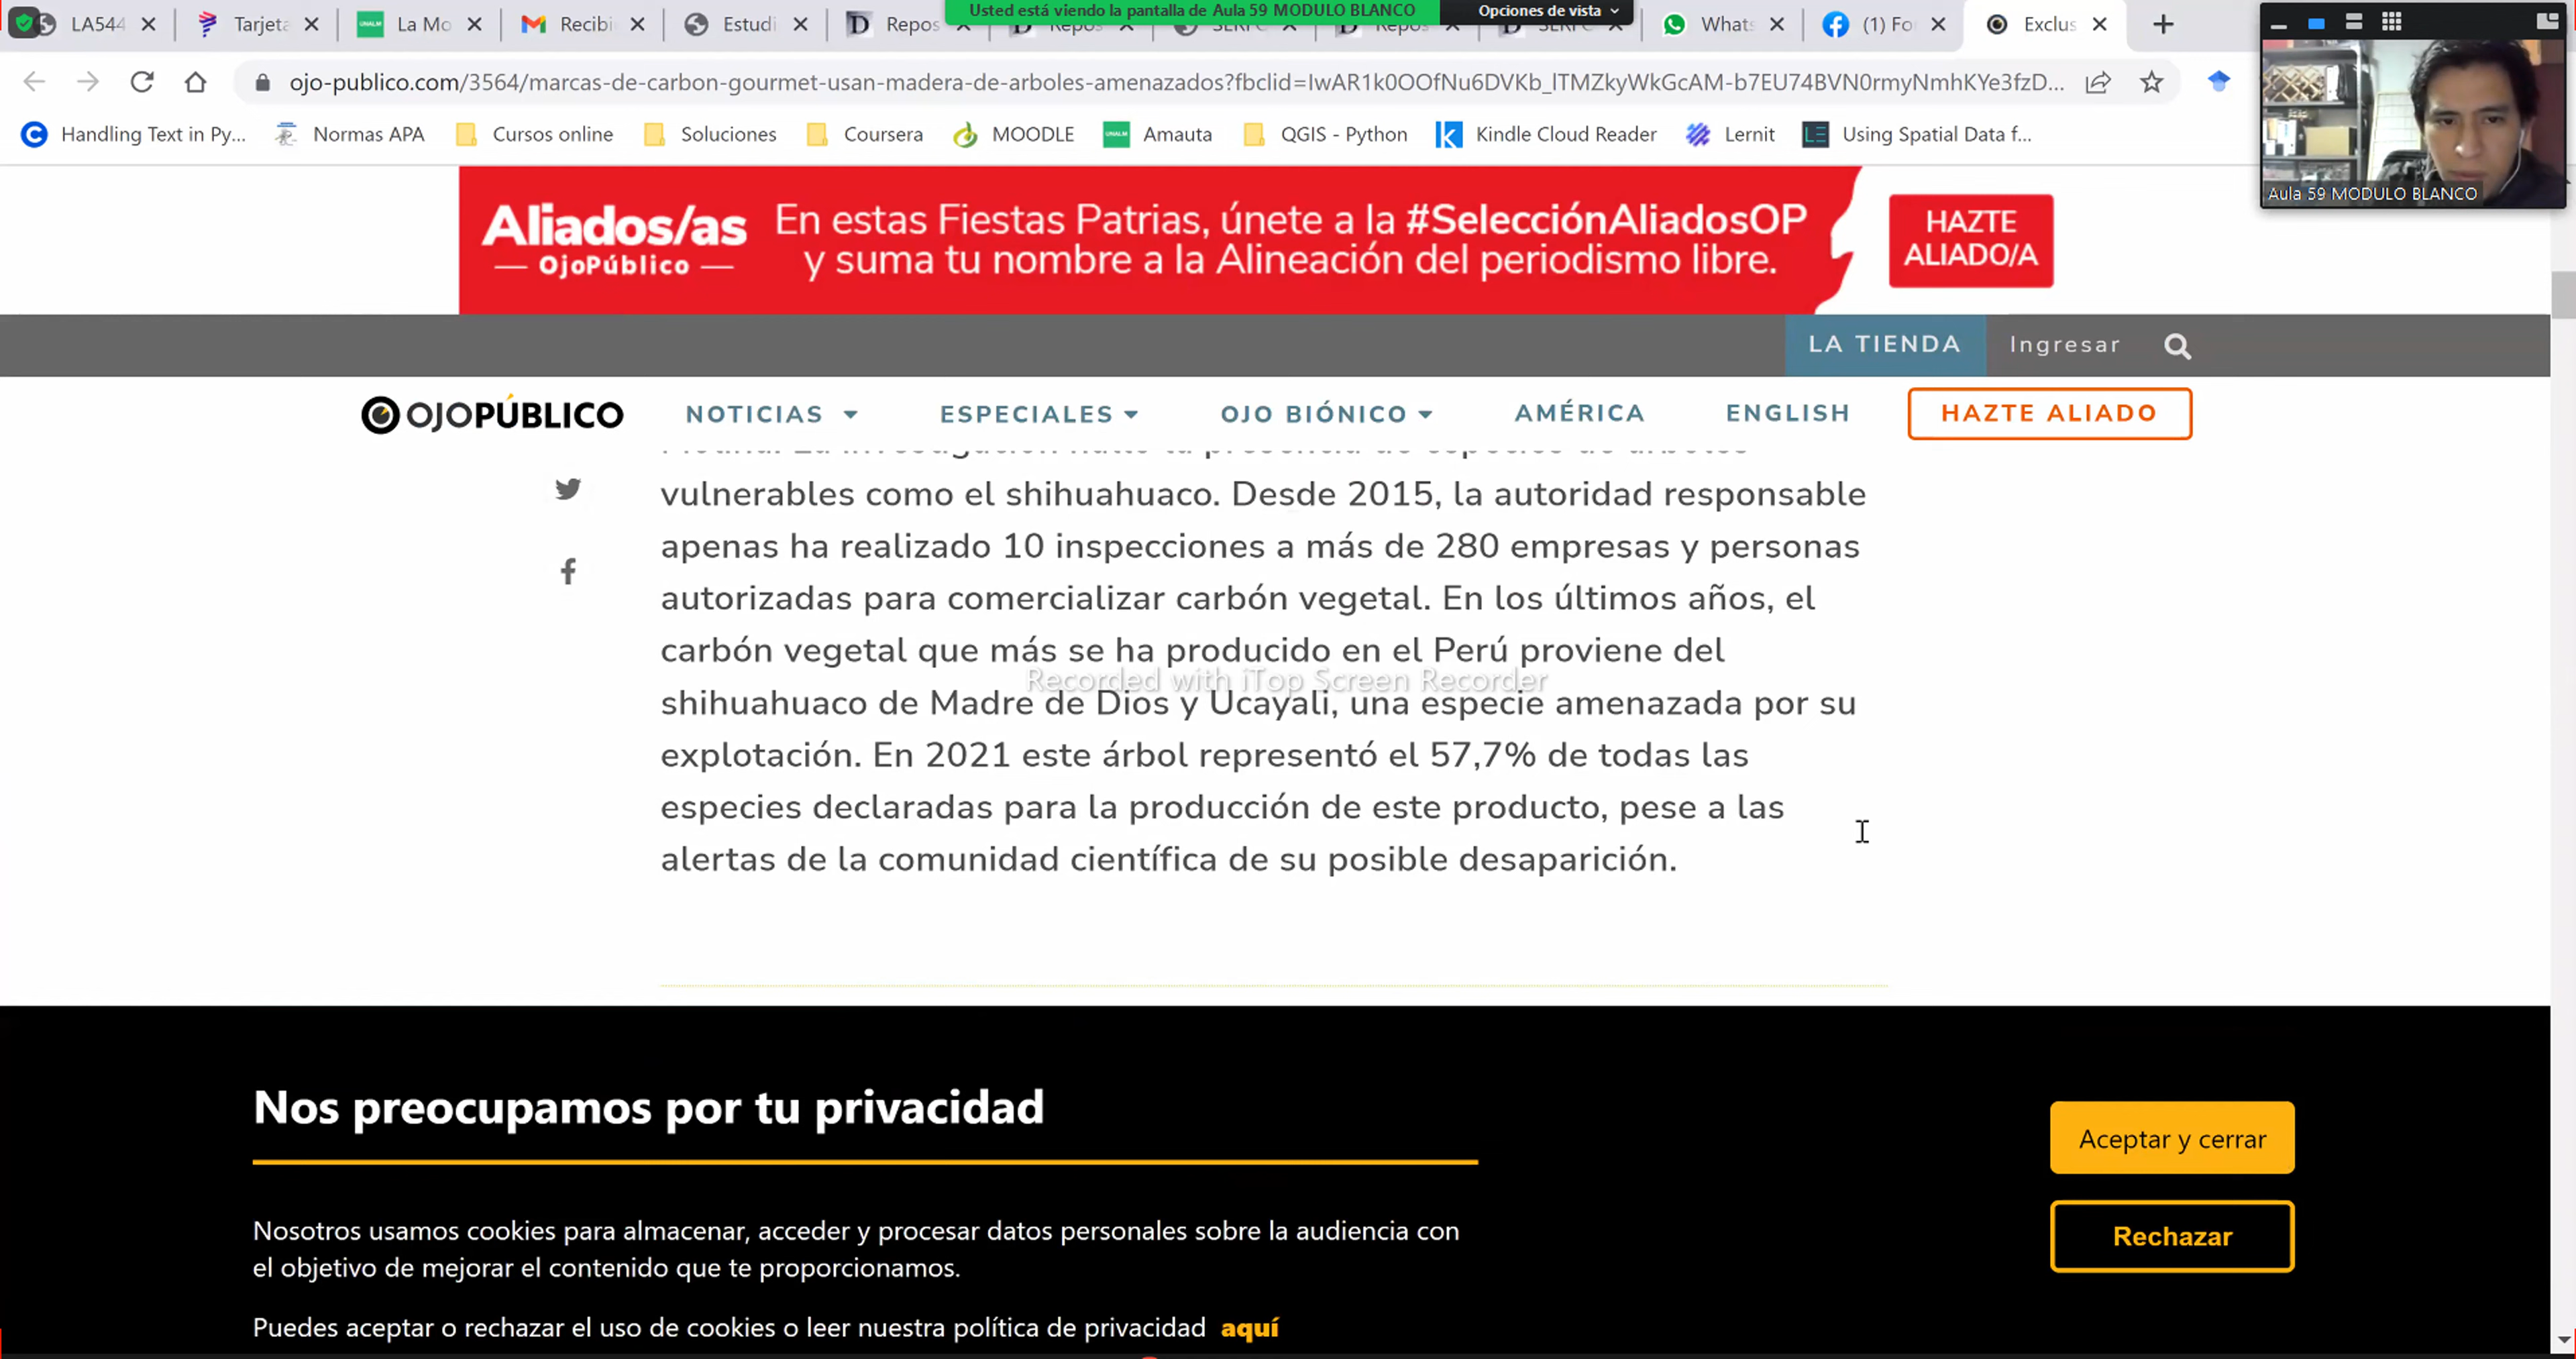 Usted está viendo la pantalla de Aula 59 MODULO BLANCO
Opciones de vista
LA544
Tarjeta
La Mo
Recibi
Estudi
Repos
Repos
SERFO
Repos
SERFO
Whats
(1) Fo
Exclus
ojo-publico.com/3564/marcas-de-carbon-gourmet-usan-madera-de-arboles-amenazados?fbclid=IwAR1k0OOfNu6DVKb_lTMZkyWkGcAM-b7EU74BVN0rmyNmhKYe3fzD...
Handling Text in Py...
Normas APA
Cursos online
Soluciones
Coursera
MOODLE
Amauta
QGIS - Python
Kindle Cloud Reader
Lernit
Using Spatial Data f...
Aula 59 MODULO BLANCO
Aliados/as
OjoPúblico
En estas Fiestas Patrias, únete a la #SelecciónAliadosOP
y suma tu nombre a la Alineación del periodismo libre.
HAZTE
ALIADO/A
LA TIENDA
Ingresar
OJOPÚBLICO
NOTICIAS
ESPECIALES
OJO BIÓNICO
AMÉRICA
ENGLISH
HAZTE ALIADO
vulnerables como el shihuahuaco. Desde 2015, la autoridad responsable
apenas ha realizado 10 inspecciones a más de 280 empresas y personas
autorizadas para comercializar carbón vegetal. En los últimos años, el
carbón vegetal que más se ha producido en el Perú proviene del
Recorded with iTop Screen Recorder
shihuahuaco de Madre de Dios y Ucayali, una especie amenazada por su
explotación. En 2021 este árbol representó el 57,7% de todas las
especies declaradas para la producción de este producto, pese a las
alertas de la comunidad científica de su posible desaparición.
Nos preocupamos por tu privacidad
Nosotros usamos cookies para almacenar, acceder y procesar datos personales sobre la audiencia con
el objetivo de mejorar el contenido que te proporcionamos.
Puedes aceptar o rechazar el uso de cookies o leer nuestra política de privacidad aquí
Aceptar y cerrar
Rechazar